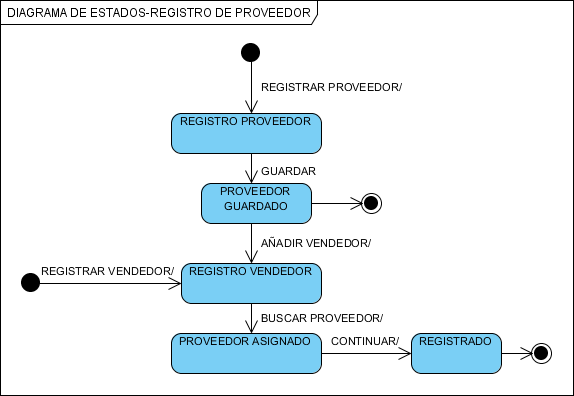 DIAGRAMA DE ESTADOS-REGISTRO DE PROVEEDOR
REGISTRAR PROVEEDOR/
REGISTRO PROVEEDOR
GUARDAR
PROVEEDOR
GUARDADO
AÑADIR VENDEDOR/
REGISTRAR VENDEDOR/
REGISTRO VENDEDOR
BUSCAR PROVEEDOR/
PROVEEDOR ASIGNADO
CONTINUAR/
REGISTRADO